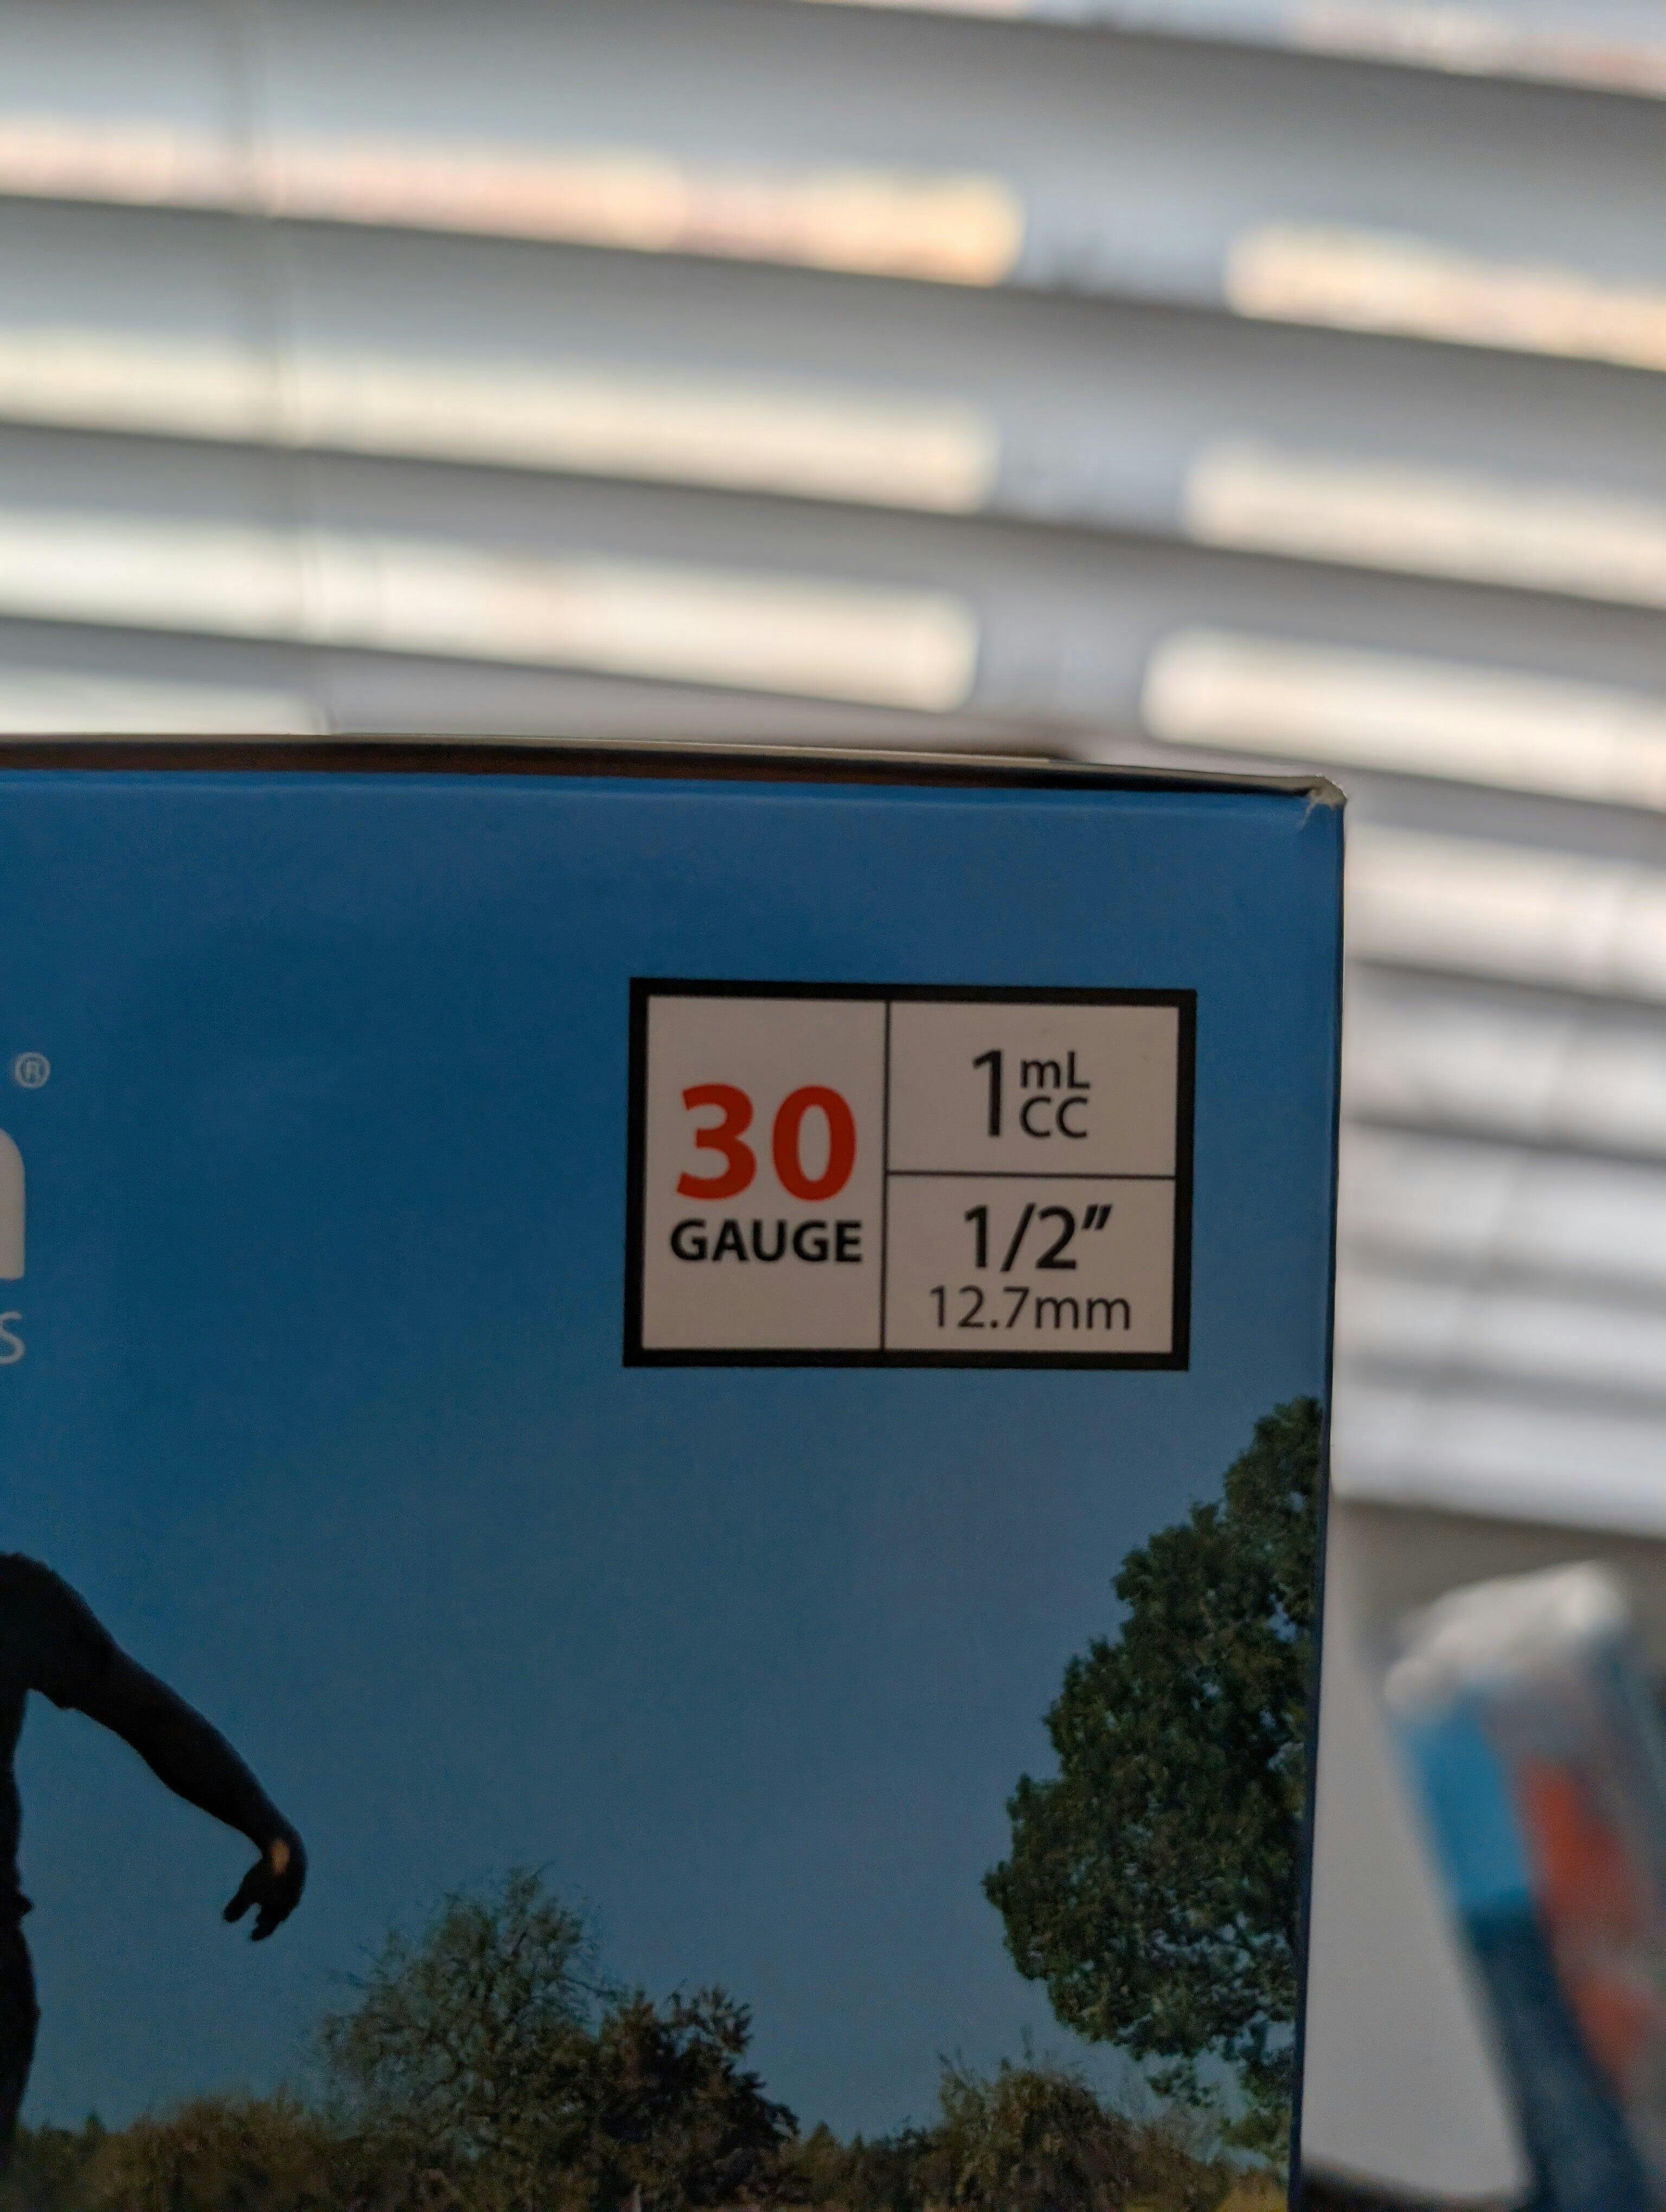 ®
s
30
GAUGE
1 mL
CC
1/2″
12.7mm